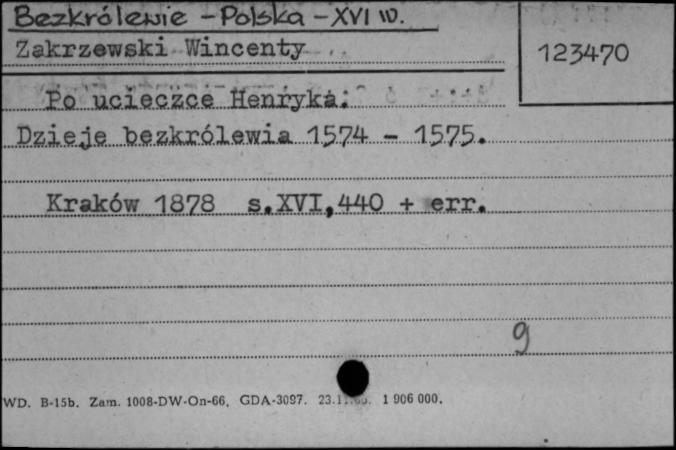 Bezkrólewie - Polska - XVI w.
Zakrzewski Wincenty
123470
Po ucieczce Henryka.
Dzieje bezkrólewia 1574 - 1575.
Kraków 1878 s.XVI,440 + err.
9
WD. B-15b. Zam. 1008-DW-On-66, GDA-3097. 1 906 000.